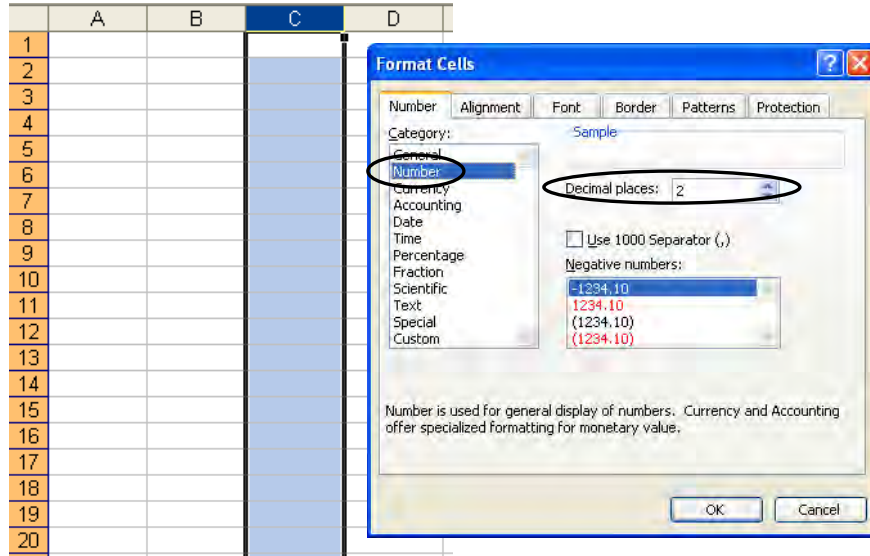 A B C D
1
2
3
4
5
6
7
8
9
10
11
12
13
14
15
16
17
18
19
20
Format Cells
Number Alignment Font Border Patterns Protection
Category:
General
Number
Currency
Accounting
Date
Time
Percentage
Fraction
Scientific
Text
Special
Custom
Sample
Decimal places: 2
Use 1000 Separator (,)
Negative numbers:
-1234.10
1234.10
(1234.10)
(1234.10)
Number is used for general display of numbers. Currency and Accounting
offer specialized formatting for monetary value.
OK Cancel